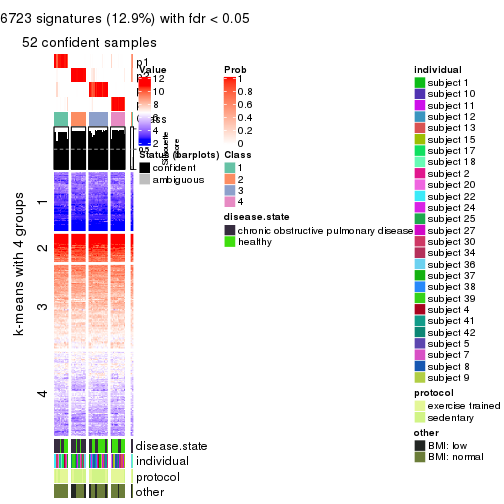 6723 signatures (12.9%) with fdr < 0.05
52 confident samples
p1
Value
12
10
8
6
4
2
Prob
1
0.8
0.6
0.4
0.2
0
Status (barplots)
confident
ambiguous
Class
1
2
3
4
disease.state
chronic obstructive pulmonary disease
healthy
individual
subject 1
subject 10
subject 11
subject 12
subject 13
subject 15
subject 17
subject 18
subject 2
subject 20
subject 22
subject 24
subject 25
subject 27
subject 30
subject 34
subject 36
subject 37
subject 38
subject 39
subject 4
subject 41
subject 42
subject 5
subject 7
subject 8
subject 9
protocol
exercise trained
sedentary
other
BMI: low
BMI: normal
k-means with 4 groups
1
2
3
4
disease.state
individual
protocol
other